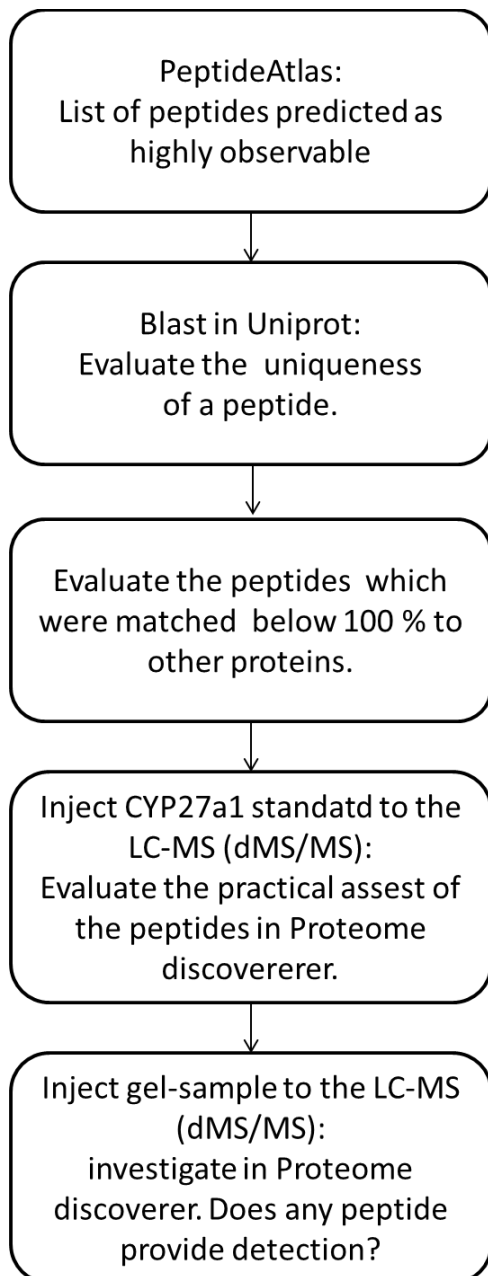 PeptideAtlas:
List of peptides predicted as
highly observable
Blast in Uniprot:
Evaluate the uniqueness
of a peptide.
Evaluate the peptides which
were matched below 100 % to
other proteins.
Inject CYP27a1 standatd to the
LC-MS (dMS/MS):
Evaluate the practical assest of
the peptides in Proteome
discovererer.
Inject gel-sample to the LC-MS
(dMS/MS):
investigate in Proteome
discoverer. Does any peptide
provide detection?